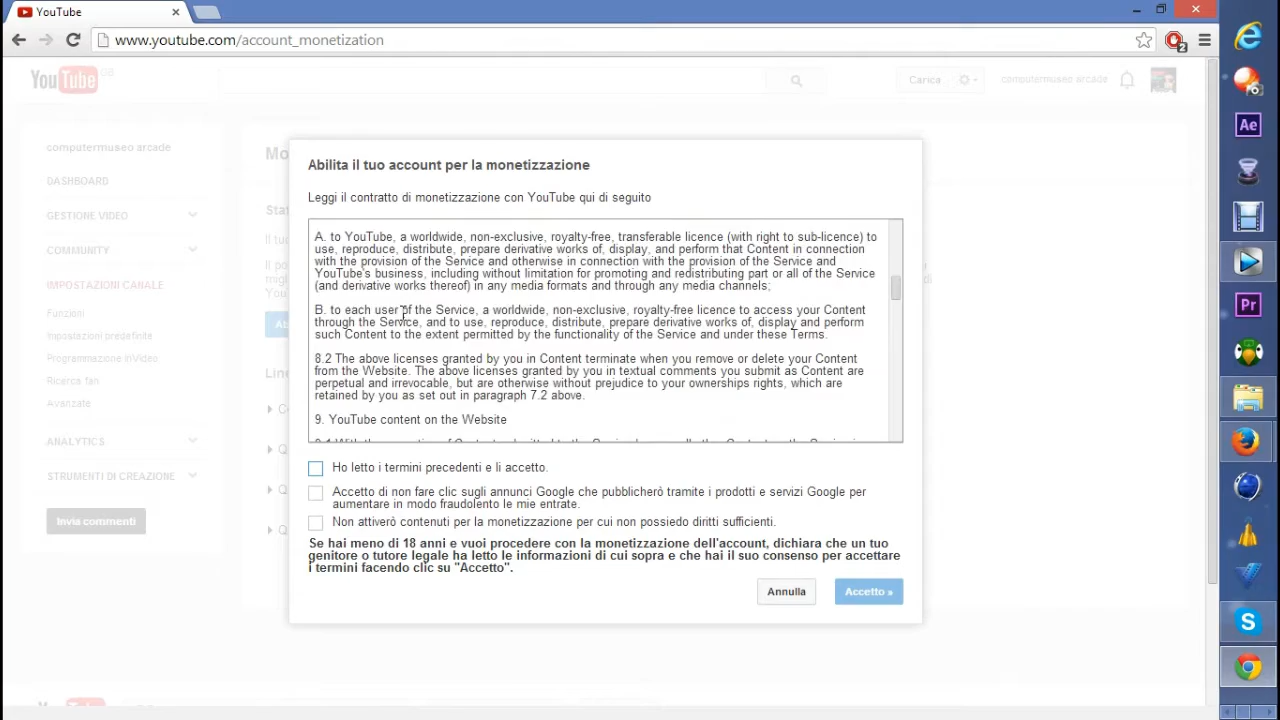 YouTube
www.youtube.com/account_monetization
2
YouTube GB
Carica
computermuseo arcade
computermuseo arcade
DASHBOARD
GESTIONE VIDEO
COMMUNITY
IMPOSTAZIONI CANALE
Funzioni
Impostazioni predefinite
Programmazione InVideo
Ricerca fan
Avanzate
ANALYTICS
STRUMENTI DI CREAZIONE
Invia commenti
Abilita il tuo account per la monetizzazione
Leggi il contratto di monetizzazione con YouTube qui di seguito
A. to YouTube, a worldwide, non-exclusive, royalty-free, transferable licence (with right to sub-licence) to
use, reproduce, distribute, prepare derivative works of, display, and perform that Content in connection
with the provision of the Service and otherwise in connection with the provision of the Service and
YouTube's business, including without limitation for promoting and redistributing part or all of the Service
(and derivative works thereof) in any media formats and through any media channels;
B. to each user of the Service, a worldwide, non-exclusive, royalty-free licence to access your Content
through the Service, and to use, reproduce, distribute, prepare derivative works of, display and perform
such Content to the extent permitted by the functionality of the Service and under these Terms.
8.2 The above licenses granted by you in Content terminate when you remove or delete your Content
from the Website. The above licenses granted by you in textual comments you submit as Content are
perpetual and irrevocable, but are otherwise without prejudice to your ownerships rights, which are
retained by you as set out in paragraph 7.2 above.
9. YouTube content on the Website
Ho letto i termini precedenti e li accetto.
Accetto di non fare clic sugli annunci Google che pubblicherò tramite i prodotti e servizi Google per
aumentare in modo fraudolento le mie entrate.
Non attiverò contenuti per la monetizzazione per cui non possiedo diritti sufficienti.
Se hai meno di 18 anni e vuoi procedere con la monetizzazione dell'account, dichiara che un tuo
genitore o tutore legale ha letto le informazioni di cui sopra e che hai il suo consenso per accettare
i termini facendo clic su "Accetto".
Annulla
Accetto »
Ae
Pr